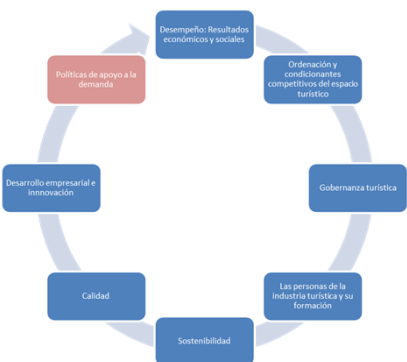 Desempeño: Resultados
económicos y sociales
Ordenación y
condicionantes
competitivos del espacio
turístico
Gobernanza turística
Las personas de la
industria turística y su
formación
Sostenibilidad
Calidad
Desarrollo empresarial e
innnovación
Políticas de apoyo a la
demanda